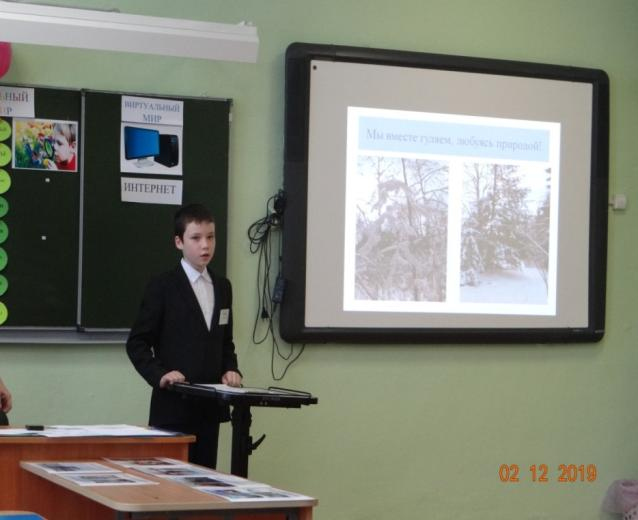 ВИРТУАЛЬНЫЙ
МИР
ИНТЕРНЕТ
Мы вместе гуляем, любуясь природой!
02 12 2019